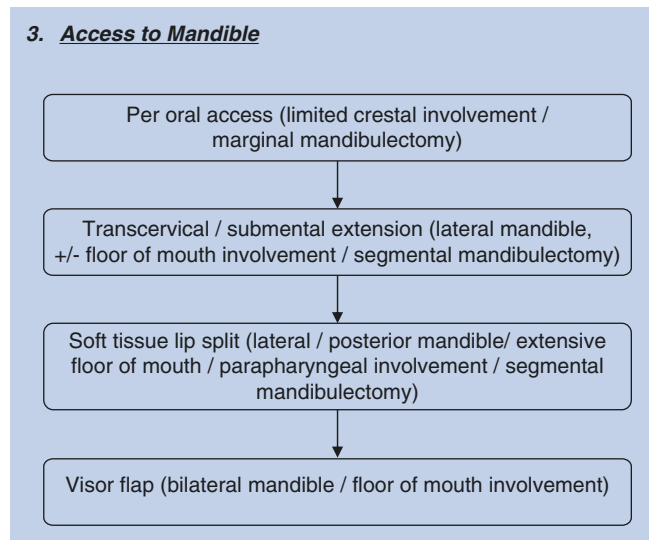 3. Access to Mandible
Per oral access (limited crestal involvement /
marginal mandibulectomy)
Transcervical / submental extension (lateral mandible,
+/- floor of mouth involvement / segmental mandibulectomy)
Soft tissue lip split (lateral / posterior mandible/ extensive
floor of mouth / parapharyngeal involvement / segmental
mandibulectomy)
Visor flap (bilateral mandible / floor of mouth involvement)